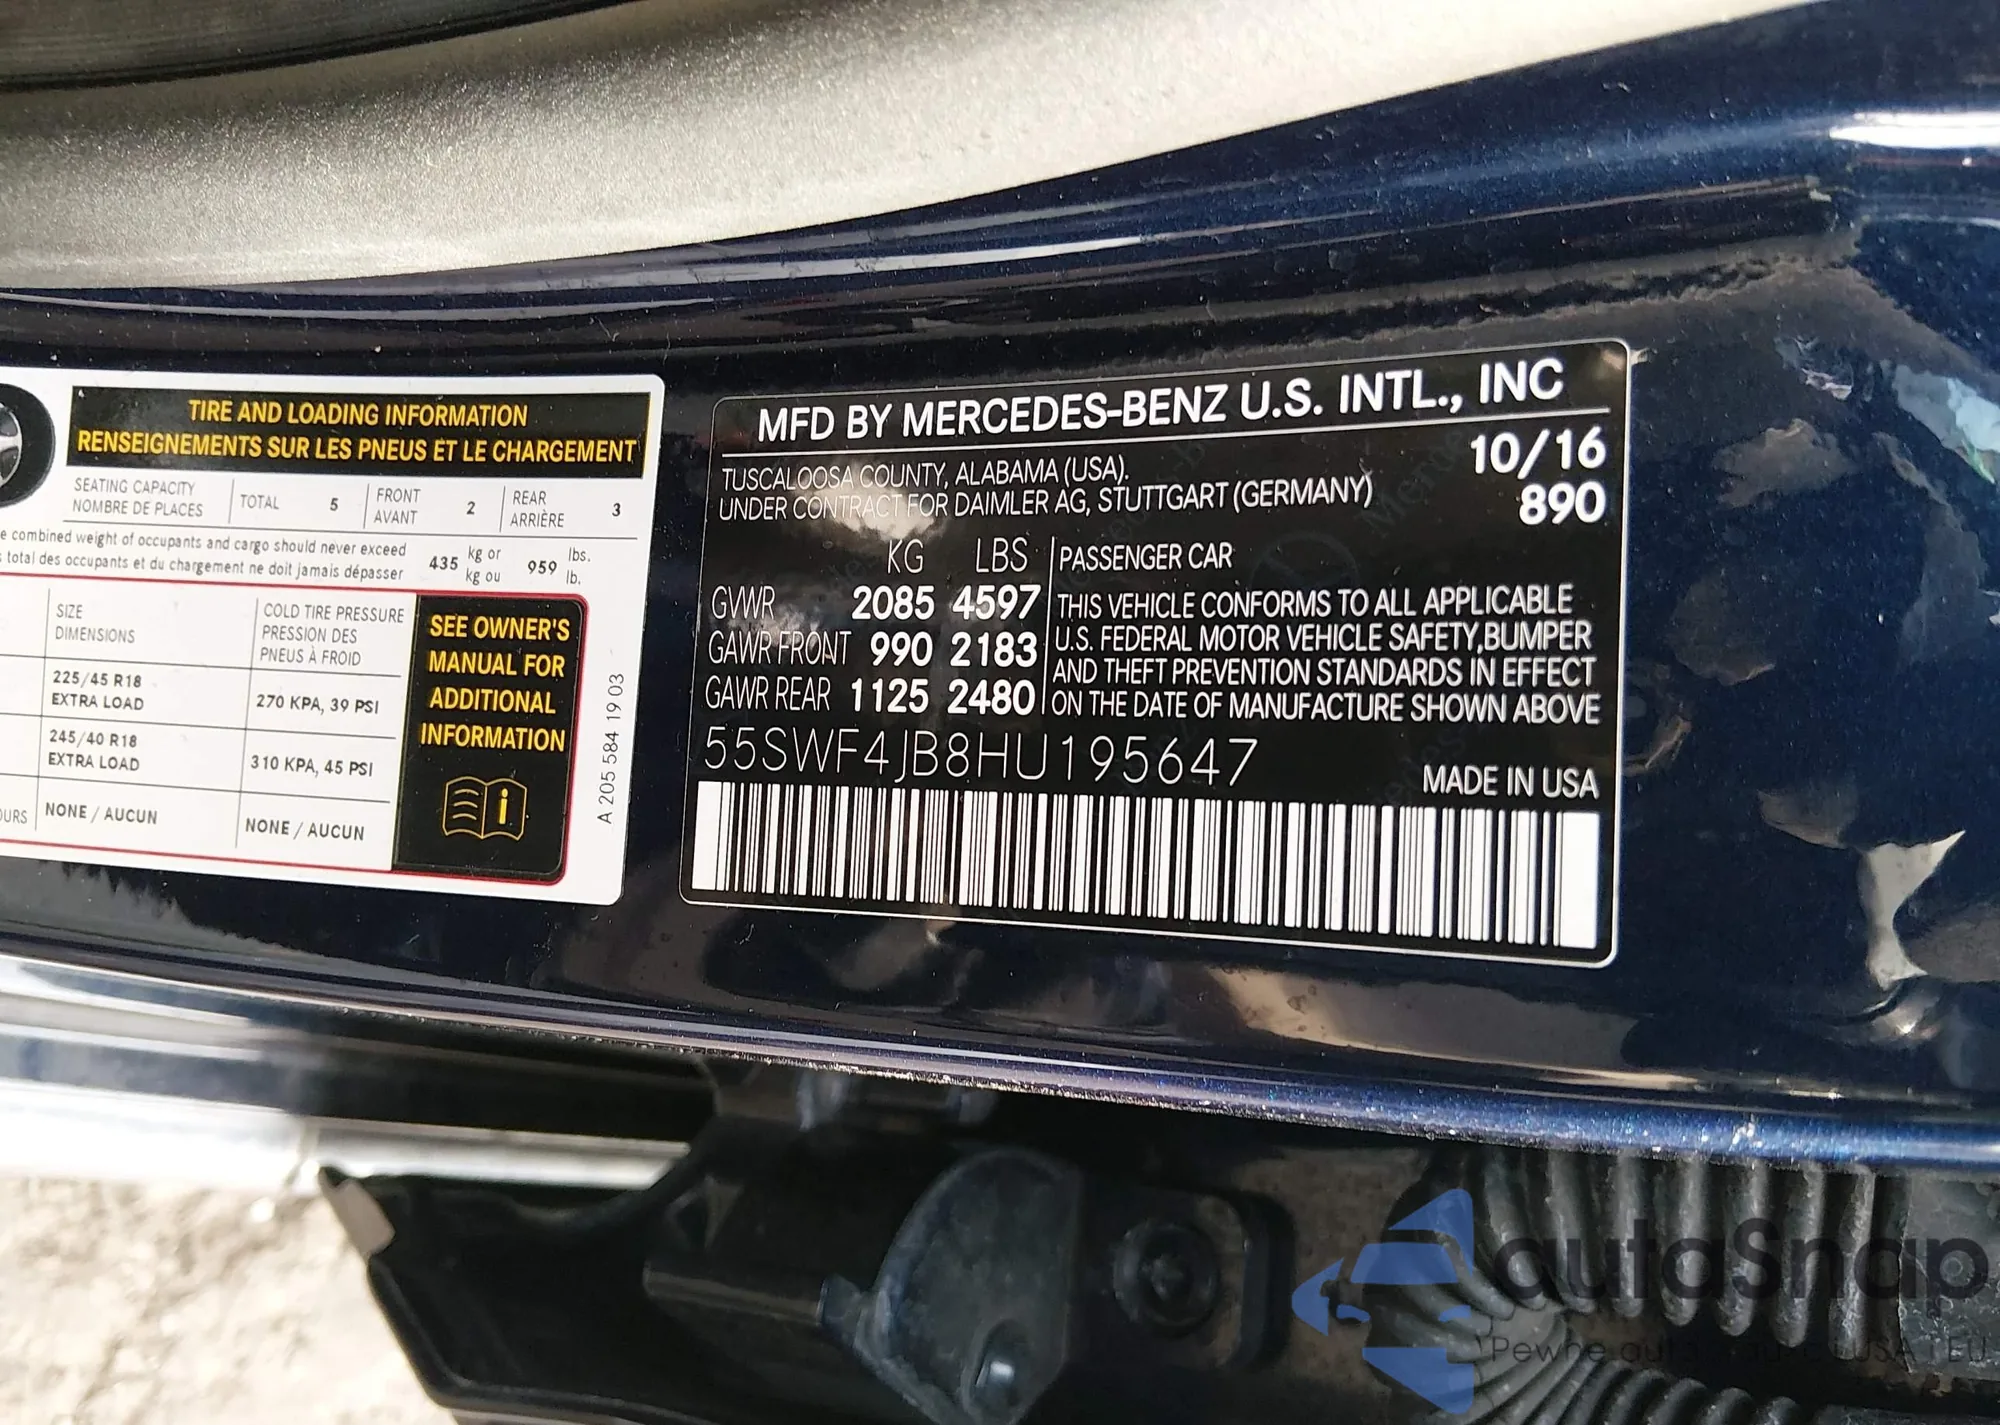 TIRE AND LOADING INFORMATION
RENSEIGNEMENTS SUR LES PNEUS ET LE CHARGEMENT
SEATING CAPACITY
NOMBRE DE PLACES
TOTAL 5
FRONT
AVANT
2
REAR
ARRIÈRE
3
combined weight of occupants and cargo should never exceed
total des occupants et du chargement ne doit jamais dépasser
435 kg or
kg ou
959 lbs.
lb.
SIZE
DIMENSIONS
COLD TIRE PRESSURE
PRESSION DES
PNEUS À FROID
225/45 R18
EXTRA LOAD
270 KPA, 39 PSI
245/40 R18
EXTRA LOAD
310 KPA, 45 PSI
NONE / AUCUN
NONE / AUCUN
SEE OWNER'S
MANUAL FOR
ADDITIONAL
INFORMATION
i
A 205 584 19 03
MFD BY MERCEDES-BENZ U.S. INTL., INC
TUSCALOOSA COUNTY, ALABAMA (USA).
UNDER CONTRACT FOR DAIMLER AG, STUTTGART (GERMANY)
10/16
890
KG LBS
GVWR 2085 4597
GAWR FRONT 990 2183
GAWR REAR 1125 2480
PASSENGER CAR
THIS VEHICLE CONFORMS TO ALL APPLICABLE
U.S. FEDERAL MOTOR VEHICLE SAFETY,BUMPER
AND THEFT PREVENTION STANDARDS IN EFFECT
ON THE DATE OF MANUFACTURE SHOWN ABOVE
55SWF4JB8HU195647
MADE IN USA
autaSnap
Pewne auta
USA i EU